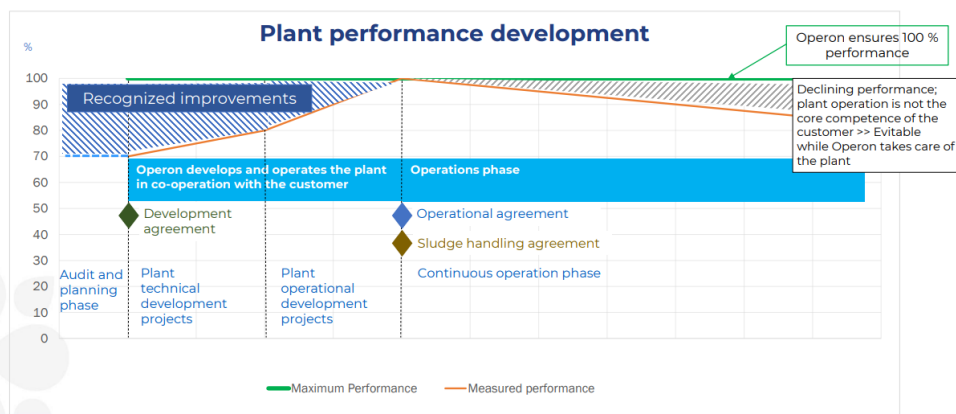 Plant performance development
%
Operon ensures 100 %
performance
100
90
80
70
60
50
40
30
20
10
0
Recognized improvements
Declining performance;
plant operation is not the
core competence of the
customer >> Evitable
while Operon takes care of
the plant
Operon develops and operates the plant
in co-operation with the customer
Operations phase
Development
agreement
Operational agreement
Sludge handling agreement
Audit and
planning
phase
Plant
technical
development
projects
Plant
operational
development
projects
Continuous operation phase
Maximum Performance
Measured performance